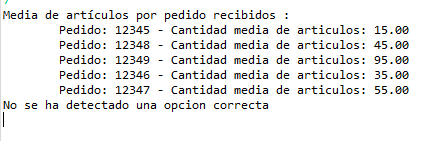 Media de artículos por pedido recibidos :
Pedido: 12345 - Cantidad media de articulos: 15.00
Pedido: 12348 - Cantidad media de articulos: 45.00
Pedido: 12349 - Cantidad media de articulos: 95.00
Pedido: 12346 - Cantidad media de articulos: 35.00
Pedido: 12347 - Cantidad media de articulos: 55.00
No se ha detectado una opcion correcta